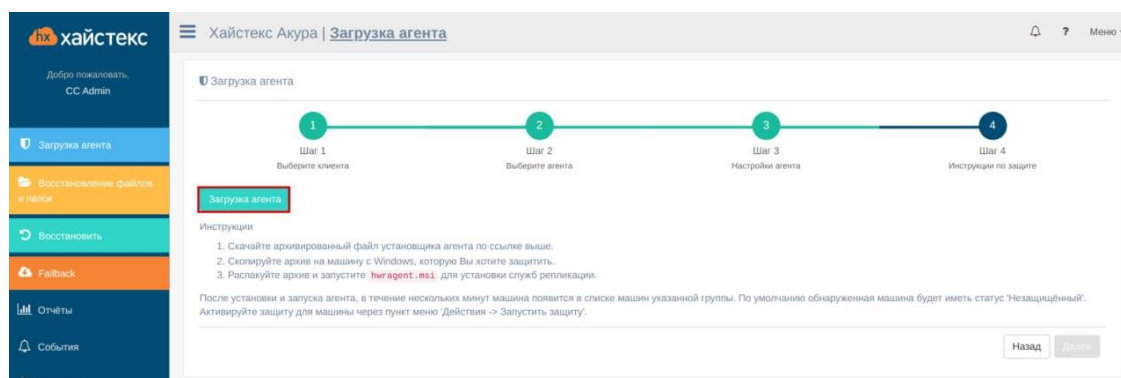 hx хайстекс
Хайстекс Акура | Загрузка агента
? Меню
Добро пожаловать,
CC Admin
Загрузка агента
Восстановление файлов
и папок
Восстановить
Failback
Отчёты
События
Загрузка агента
1 2 3 4
Шаг 1 Шаг 2 Шаг 3 Шаг 4
Выберите клиента Выберите агента Настройки агента Инструкции по защите
Загрузка агента
Инструкции
1. Скачайте архивированный файл установщика агента по ссылке выше.
2. Скопируйте архив на машину с Windows, которую Вы хотите защитить.
3. Распакуйте архив и запустите hwragent.msi для установки служб репликации.
После установки и запуска агента, в течение нескольких минут машина появится в списке машин указанной группы. По умолчанию обнаруженная машина будет иметь статус 'Незащищённый'.
Активируйте защиту для машины через пункт меню 'Действия -> Запустить защиту'.
Назад Далее